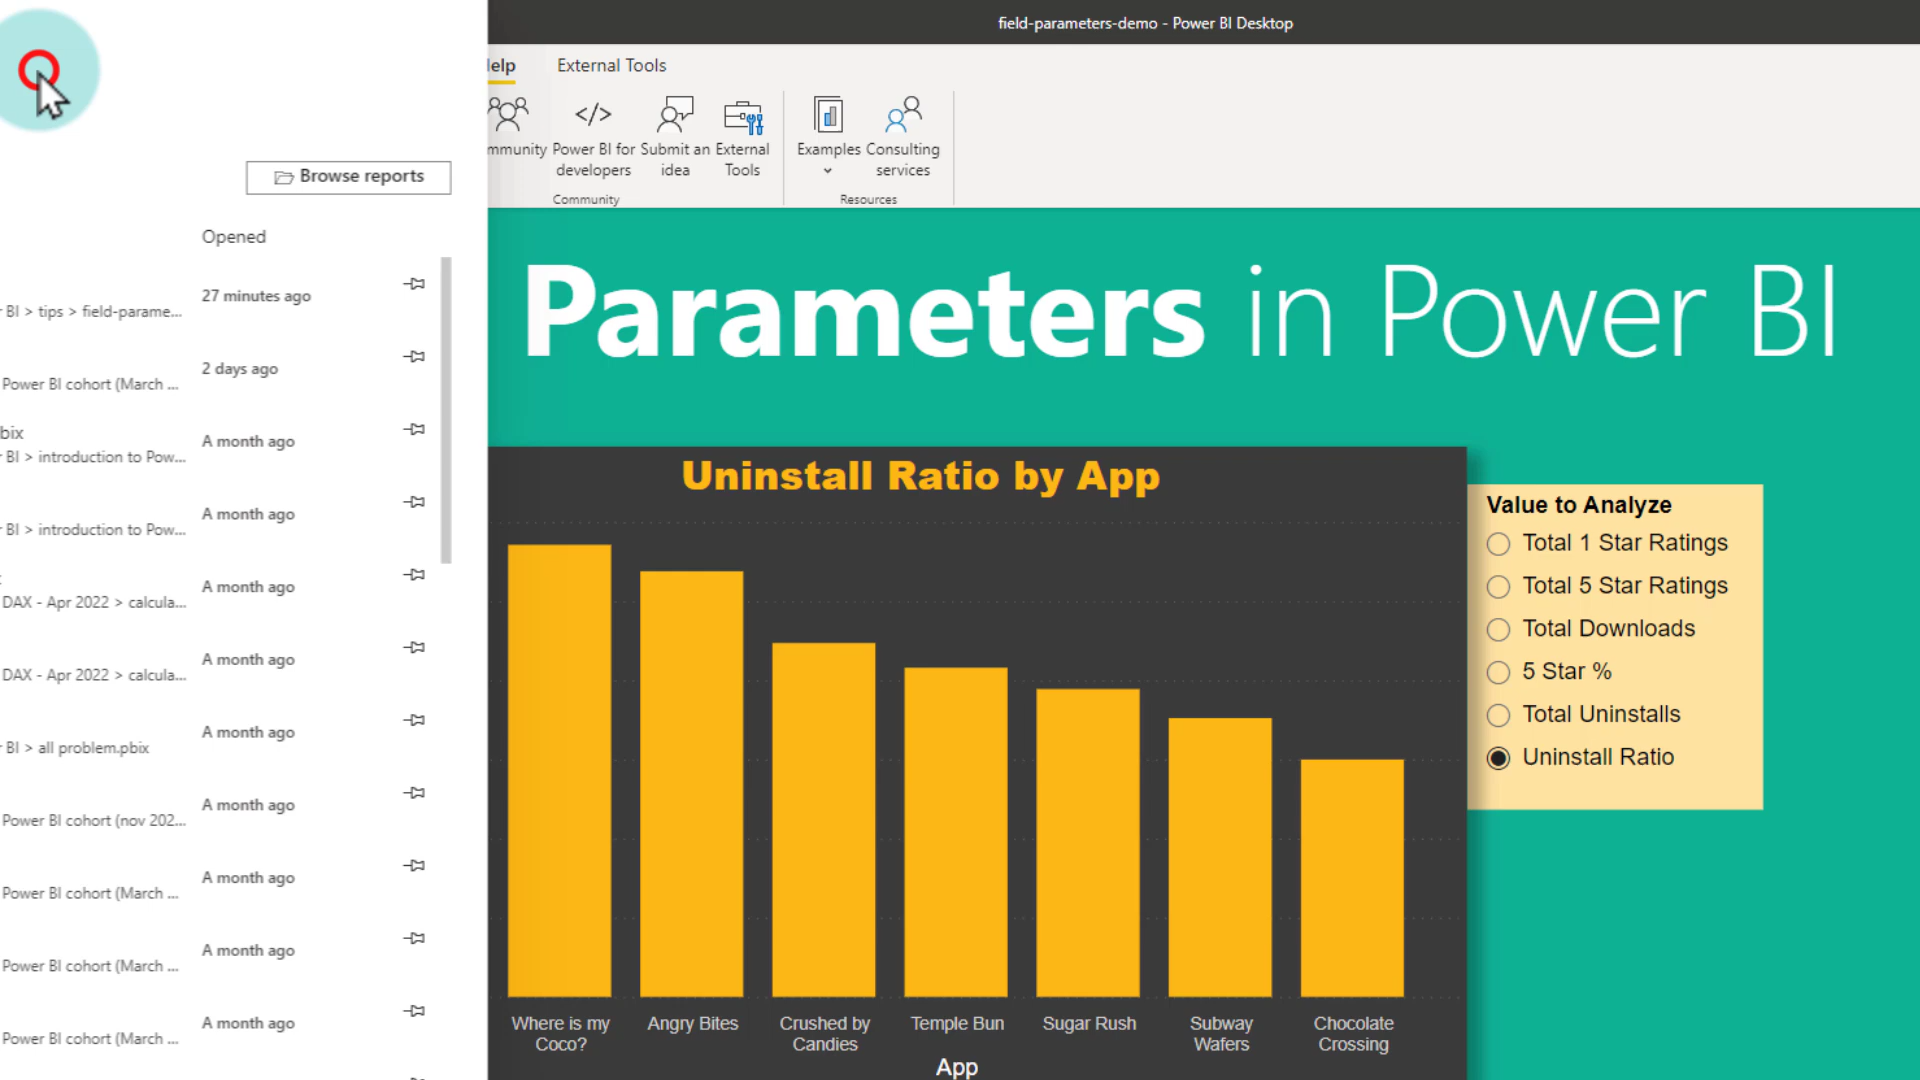 field-parameters-demo - Power BI Desktop
elp
External Tools
mmunity
Power BI for developers
Submit an idea
External Tools
Examples
Consulting services
Community
Resources
Browse reports
Opened
BI > tips > field-parame...
27 minutes ago
Power BI cohort (March ...
2 days ago
bix
BI > introduction to Pow...
A month ago
BI > introduction to Pow...
A month ago
DAX - Apr 2022 > calcula...
A month ago
DAX - Apr 2022 > calcula...
A month ago
BI > all problem.pbix
A month ago
Power BI cohort (nov 202...
A month ago
Power BI cohort (March ...
A month ago
Power BI cohort (March ...
A month ago
Power BI cohort (March ...
A month ago
Parameters in Power BI
Uninstall Ratio by App
Where is my Coco?
Angry Bites
Crushed by Candies
Temple Bun
Sugar Rush
Subway Wafers
Chocolate Crossing
App
Value to Analyze
Total 1 Star Ratings
Total 5 Star Ratings
Total Downloads
5 Star %
Total Uninstalls
Uninstall Ratio